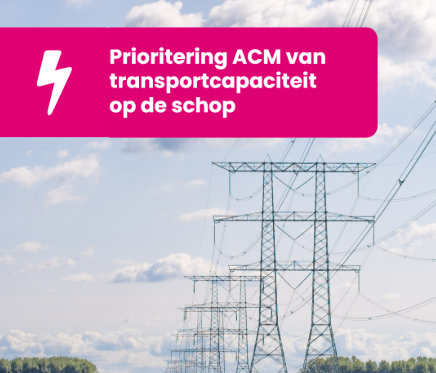 Prioritering ACM van
transportcapaciteit
op de schop